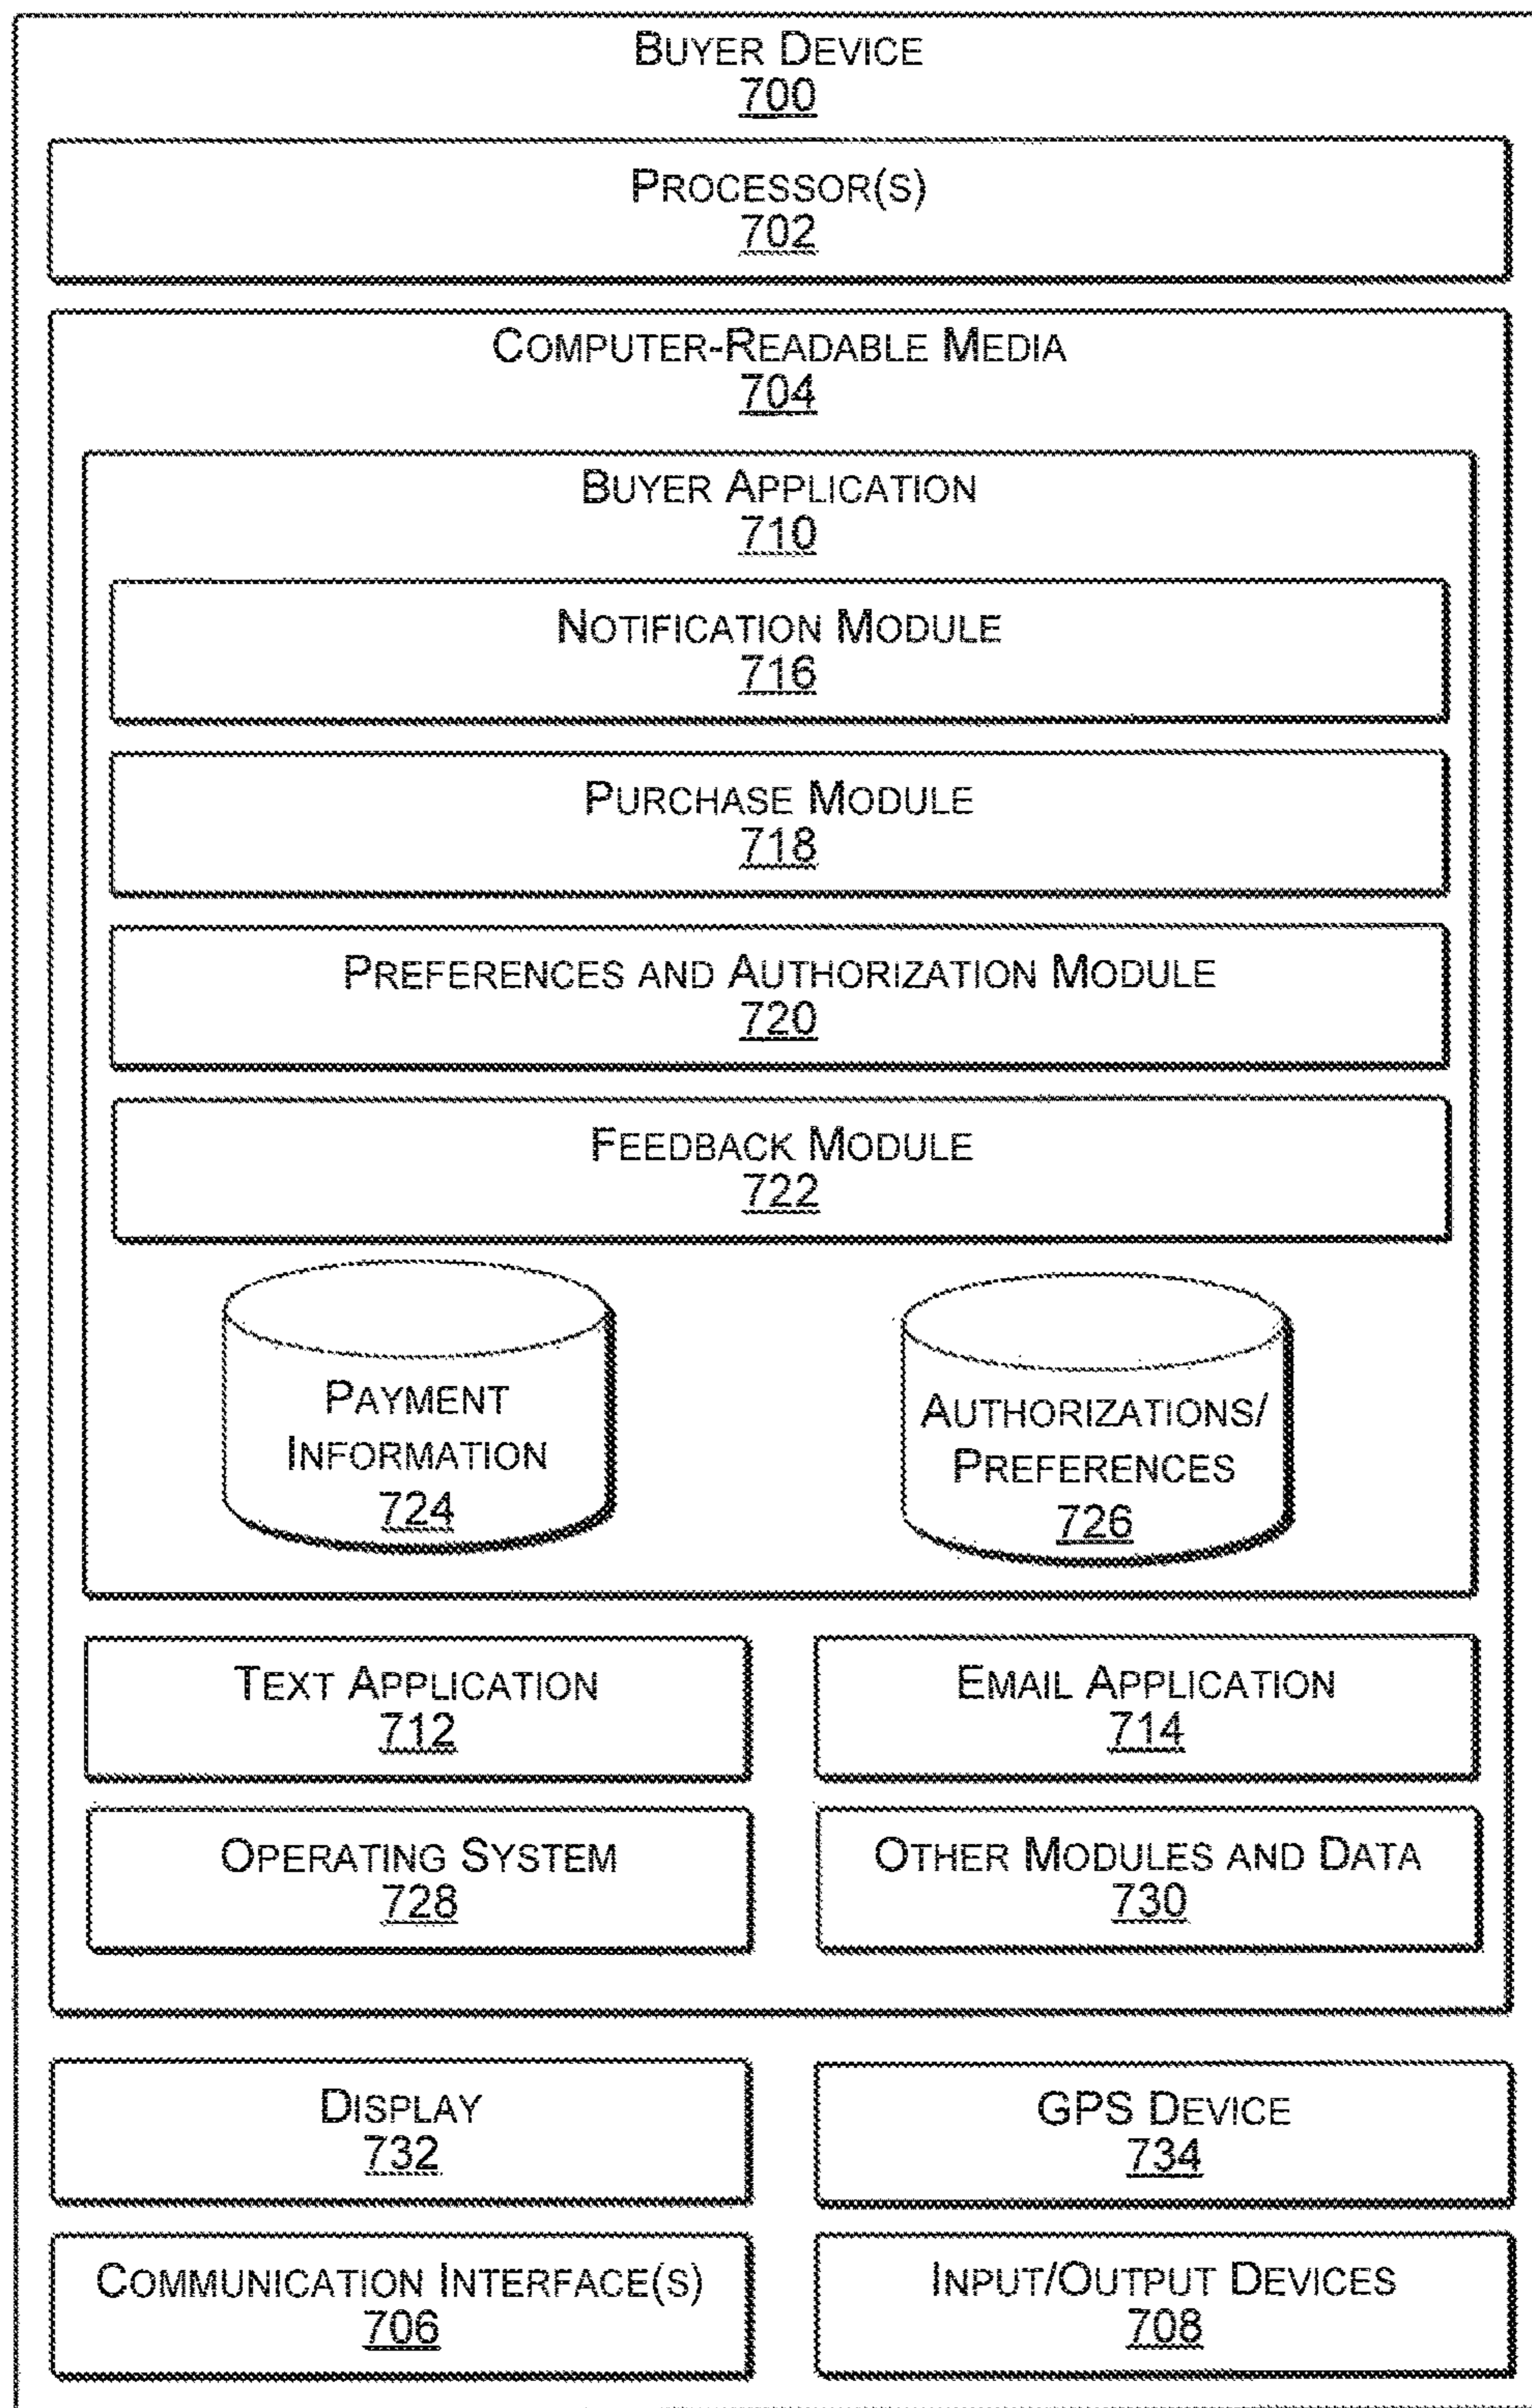 BUYER DEVICE
700
PROCESSOR(S)
702
COMPUTER-READABLE MEDIA
704
BUYER APPLICATION
710
NOTIFICATION MODULE
716
PURCHASE MODULE
718
PREFERENCES AND AUTHORIZATION MODULE
720
FEEDBACK MODULE
722
PAYMENT
INFORMATION
724
AUTHORIZATIONS/
PREFERENCES
726
TEXT APPLICATION
712
EMAIL APPLICATION
714
OPERATING SYSTEM
728
OTHER MODULES AND DATA
730
DISPLAY
732
GPS DEVICE
734
COMMUNICATION INTERFACE(S)
706
INPUT/OUTPUT DEVICES
708